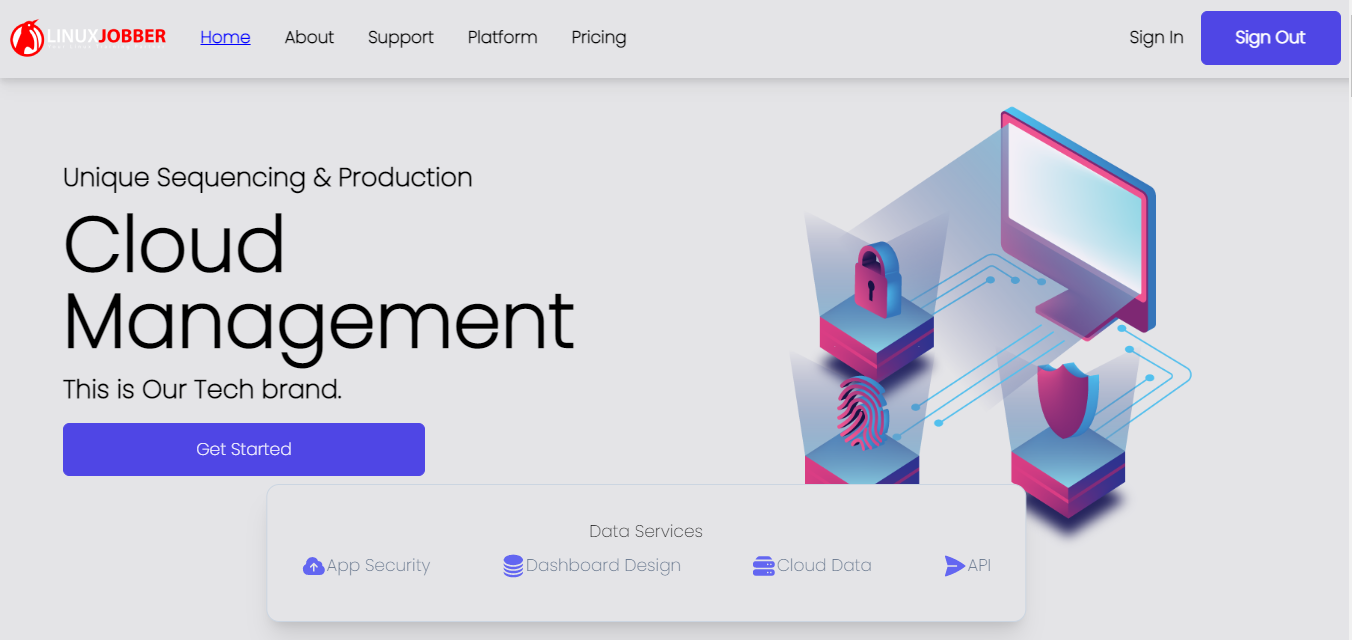 LINUXJOBBER
Home
About
Support
Platform
Pricing
Sign In
Sign Out
Unique Sequencing & Production
Cloud
Management
This is Our Tech brand.
Get Started
Data Services
App Security
Dashboard Design
Cloud Data
API